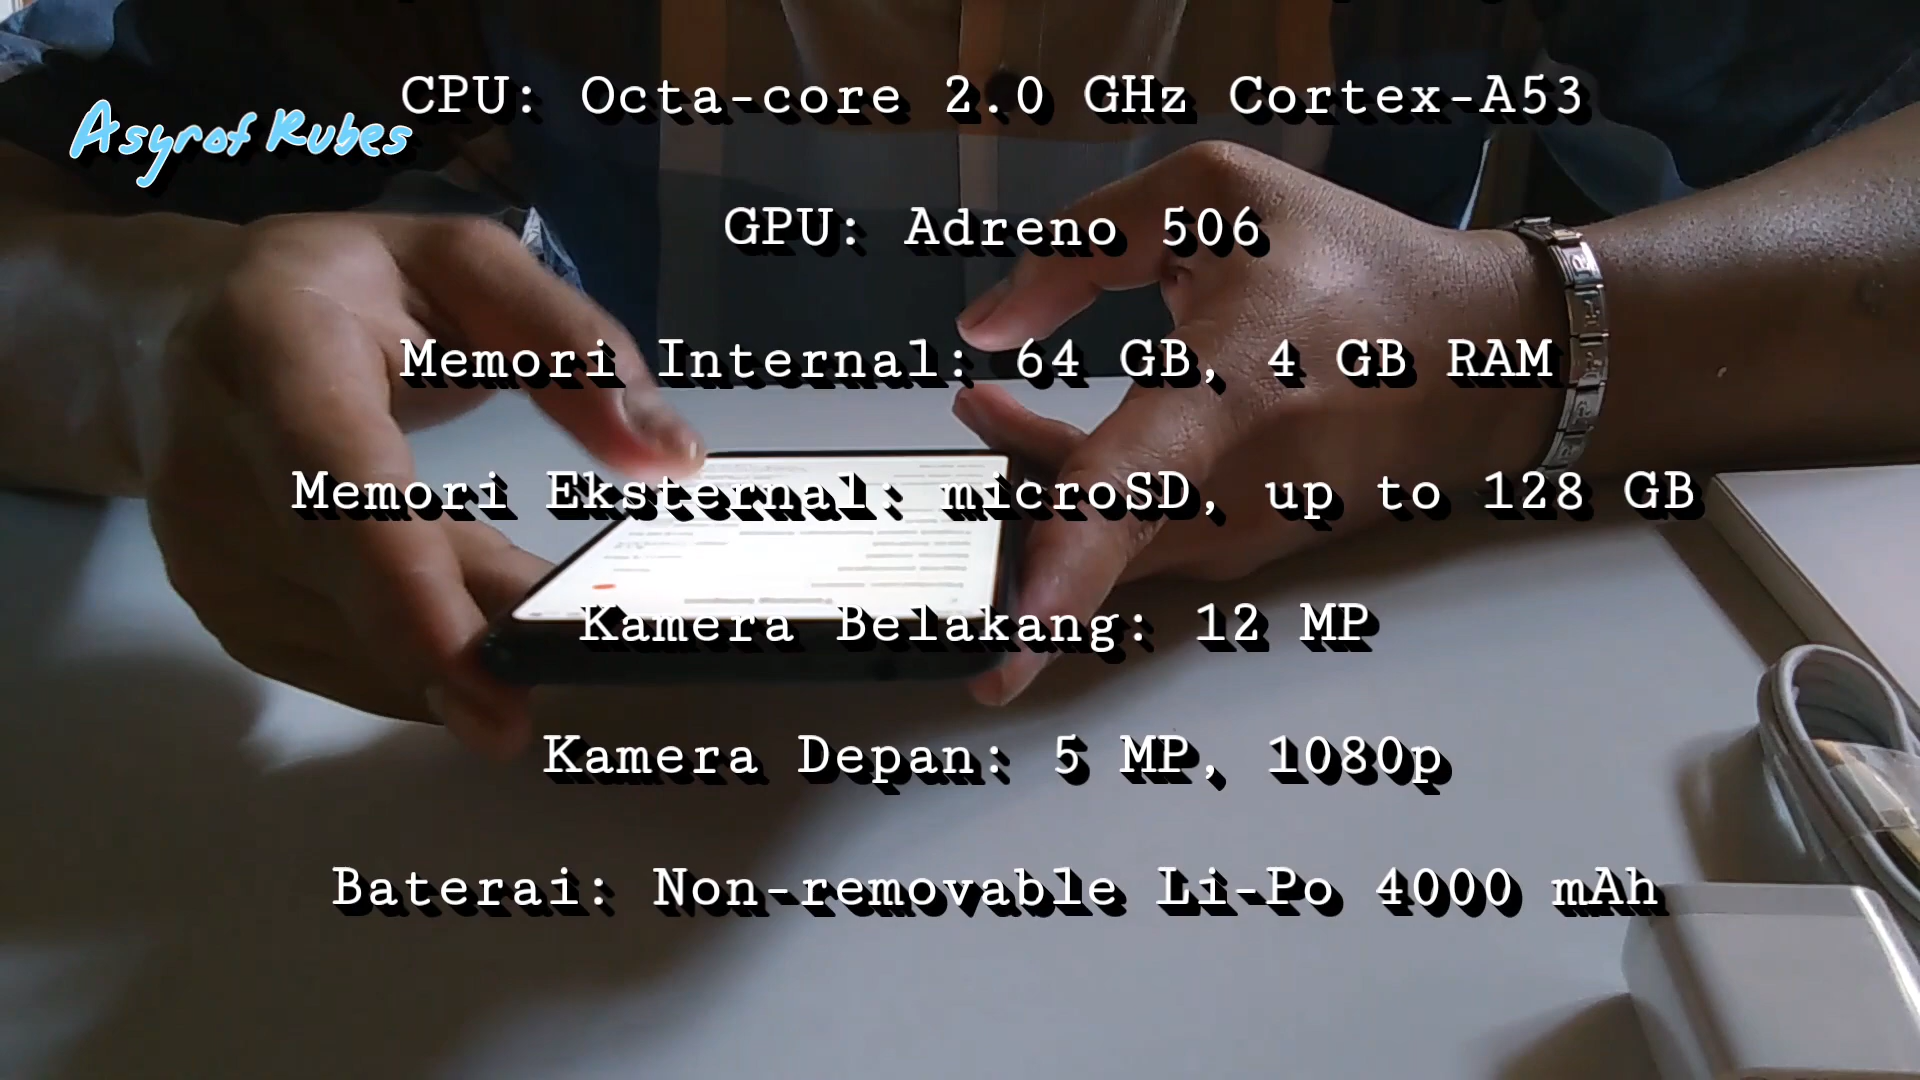 CPU: Octa-core 2.0 GHz Cortex-A53
Asyrof Rubes
GPU: Adreno 506
Memori Internal: 64 GB, 4 GB RAM
Memori Eksternal: microSD, up to 128 GB
Kamera Belakang: 12 MP
Kamera Depan: 5 MP, 1080p
Baterai: Non-removable Li-Po 4000 mAh